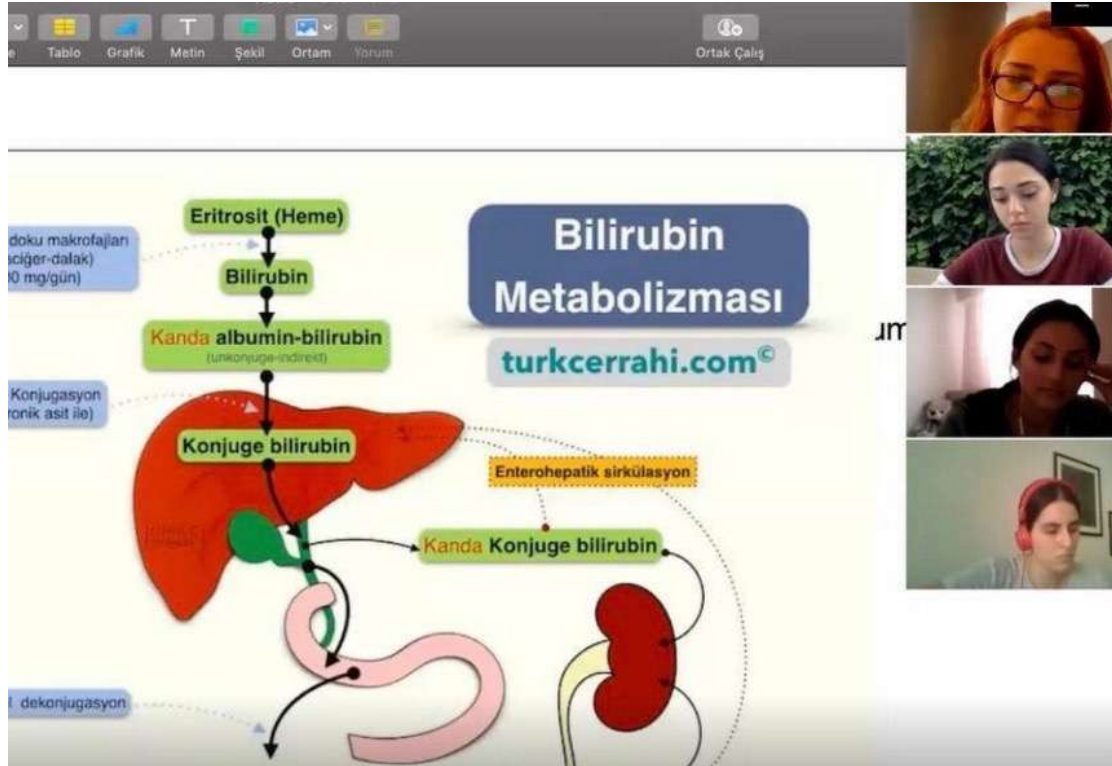 Tablo
Grafik
Metin
Şekil
Ortam
Yorum
Ortak Çalış
Eritrosit (Heme)
doku makrofajları
ciğer-dalak)
00 mg/gün)
Bilirubin
Bilirubin
Metabolizması
Kanda albumin-bilirubin
(unkonjuge-indirekt)
turkcerrahi.com©
um
Konjugasyon
ronik asit ile)
Konjuge bilirubin
Enterohepatik sirkülasyon
Kanda Konjuge bilirubin
dekonjugasyon